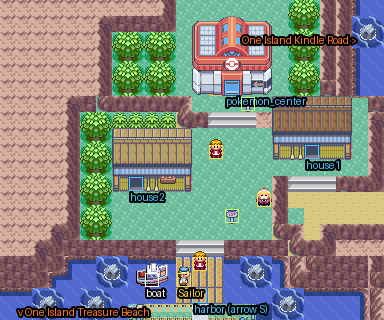 One Island Kindle Road >
pokemon_center
house1
house2
boat
Sailor
harbor (arrow S)
v One Island Treasure Beach